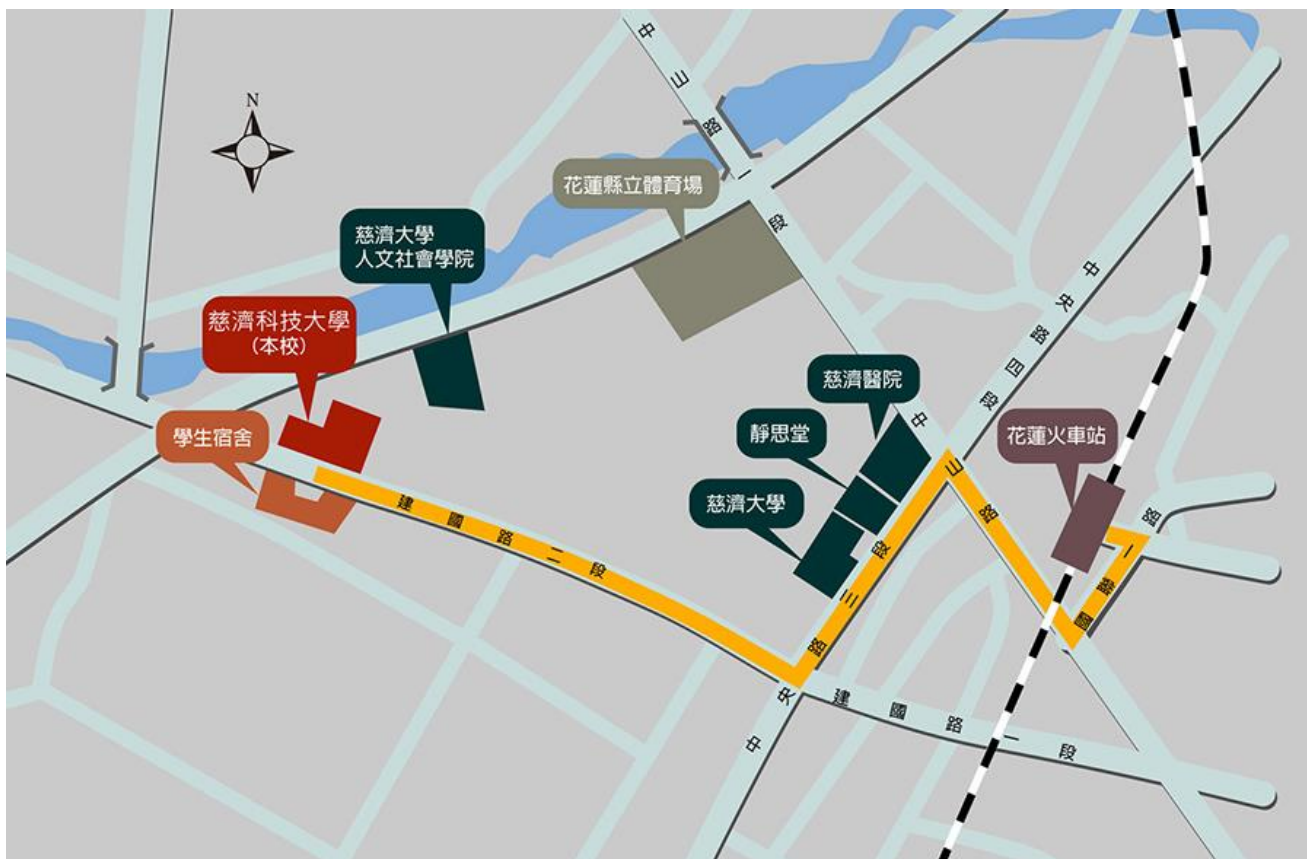 N
中山路一段
花蓮縣立體育場
慈濟大學
人文社會學院
慈濟科技大學
(本校)
學生宿舍
中央路四段
慈濟醫院
靜思堂
慈濟大學
花蓮火車站
中山路
國聯一路
建國路二段
中央路三段
建國路一段